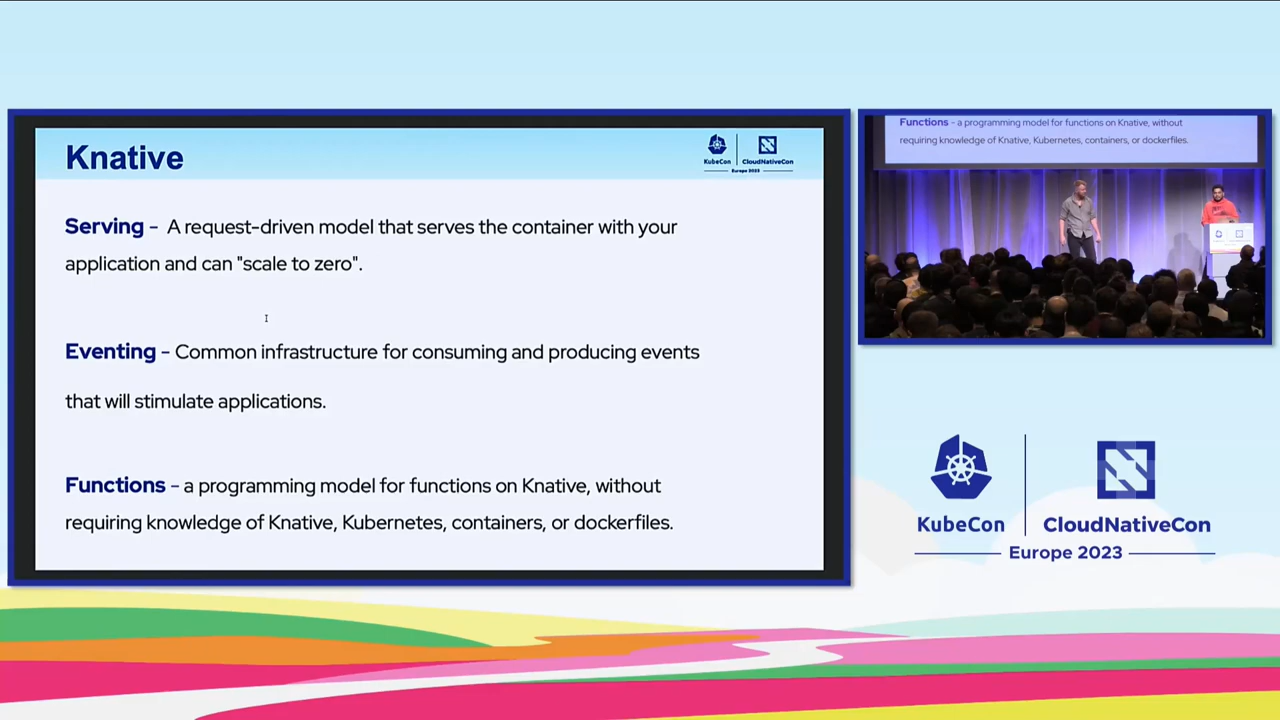 Knative
KubeCon
CloudNativeCon
Europe 2023
Serving - A request-driven model that serves the container with your
application and can "scale to zero".
Eventing - Common infrastructure for consuming and producing events
that will stimulate applications.
Functions - a programming model for functions on Knative, without
requiring knowledge of Knative, Kubernetes, containers, or dockerfiles.
Functions - a programming model for functions on Knative, without
requiring knowledge of Knative, Kubernetes, containers, or dockerfiles.
KubeCon
CloudNativeCon
Europe 2023